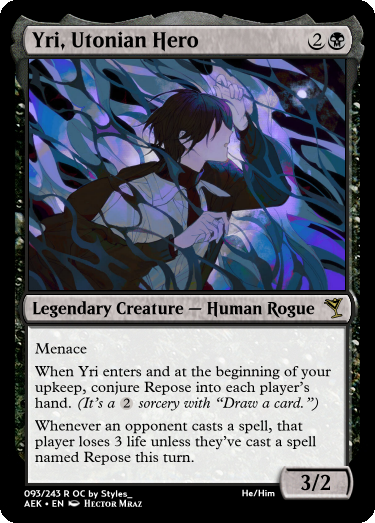 Yri, Utonian Hero 2
Legendary Creature — Human Rogue
Menace
When Yri enters and at the beginning of your
upkeep, conjure Repose into each player's
hand. (It's a 2 sorcery with “Draw a card.”)
Whenever an opponent casts a spell, that
player loses 3 life unless they've cast a spell
named Repose this turn.
3/2
093/243 R OC by Styles_ He/Him
AEK • EN Hector Mraz